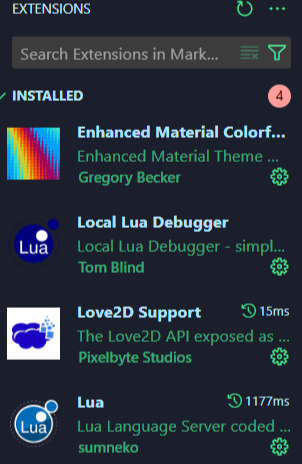 EXTENSIONS
Search Extensions in Mark...
INSTALLED 4
Enhanced Material Colorf...
Enhanced Material Theme ...
Gregory Becker
Lua
Local Lua Debugger
Local Lua Debugger - simpl...
Tom Blind
Love2D Support 15ms
The Love2D API exposed as ...
Pixelbyte Studios
Lua
Lua 1177ms
Lua Language Server coded ...
sumneko